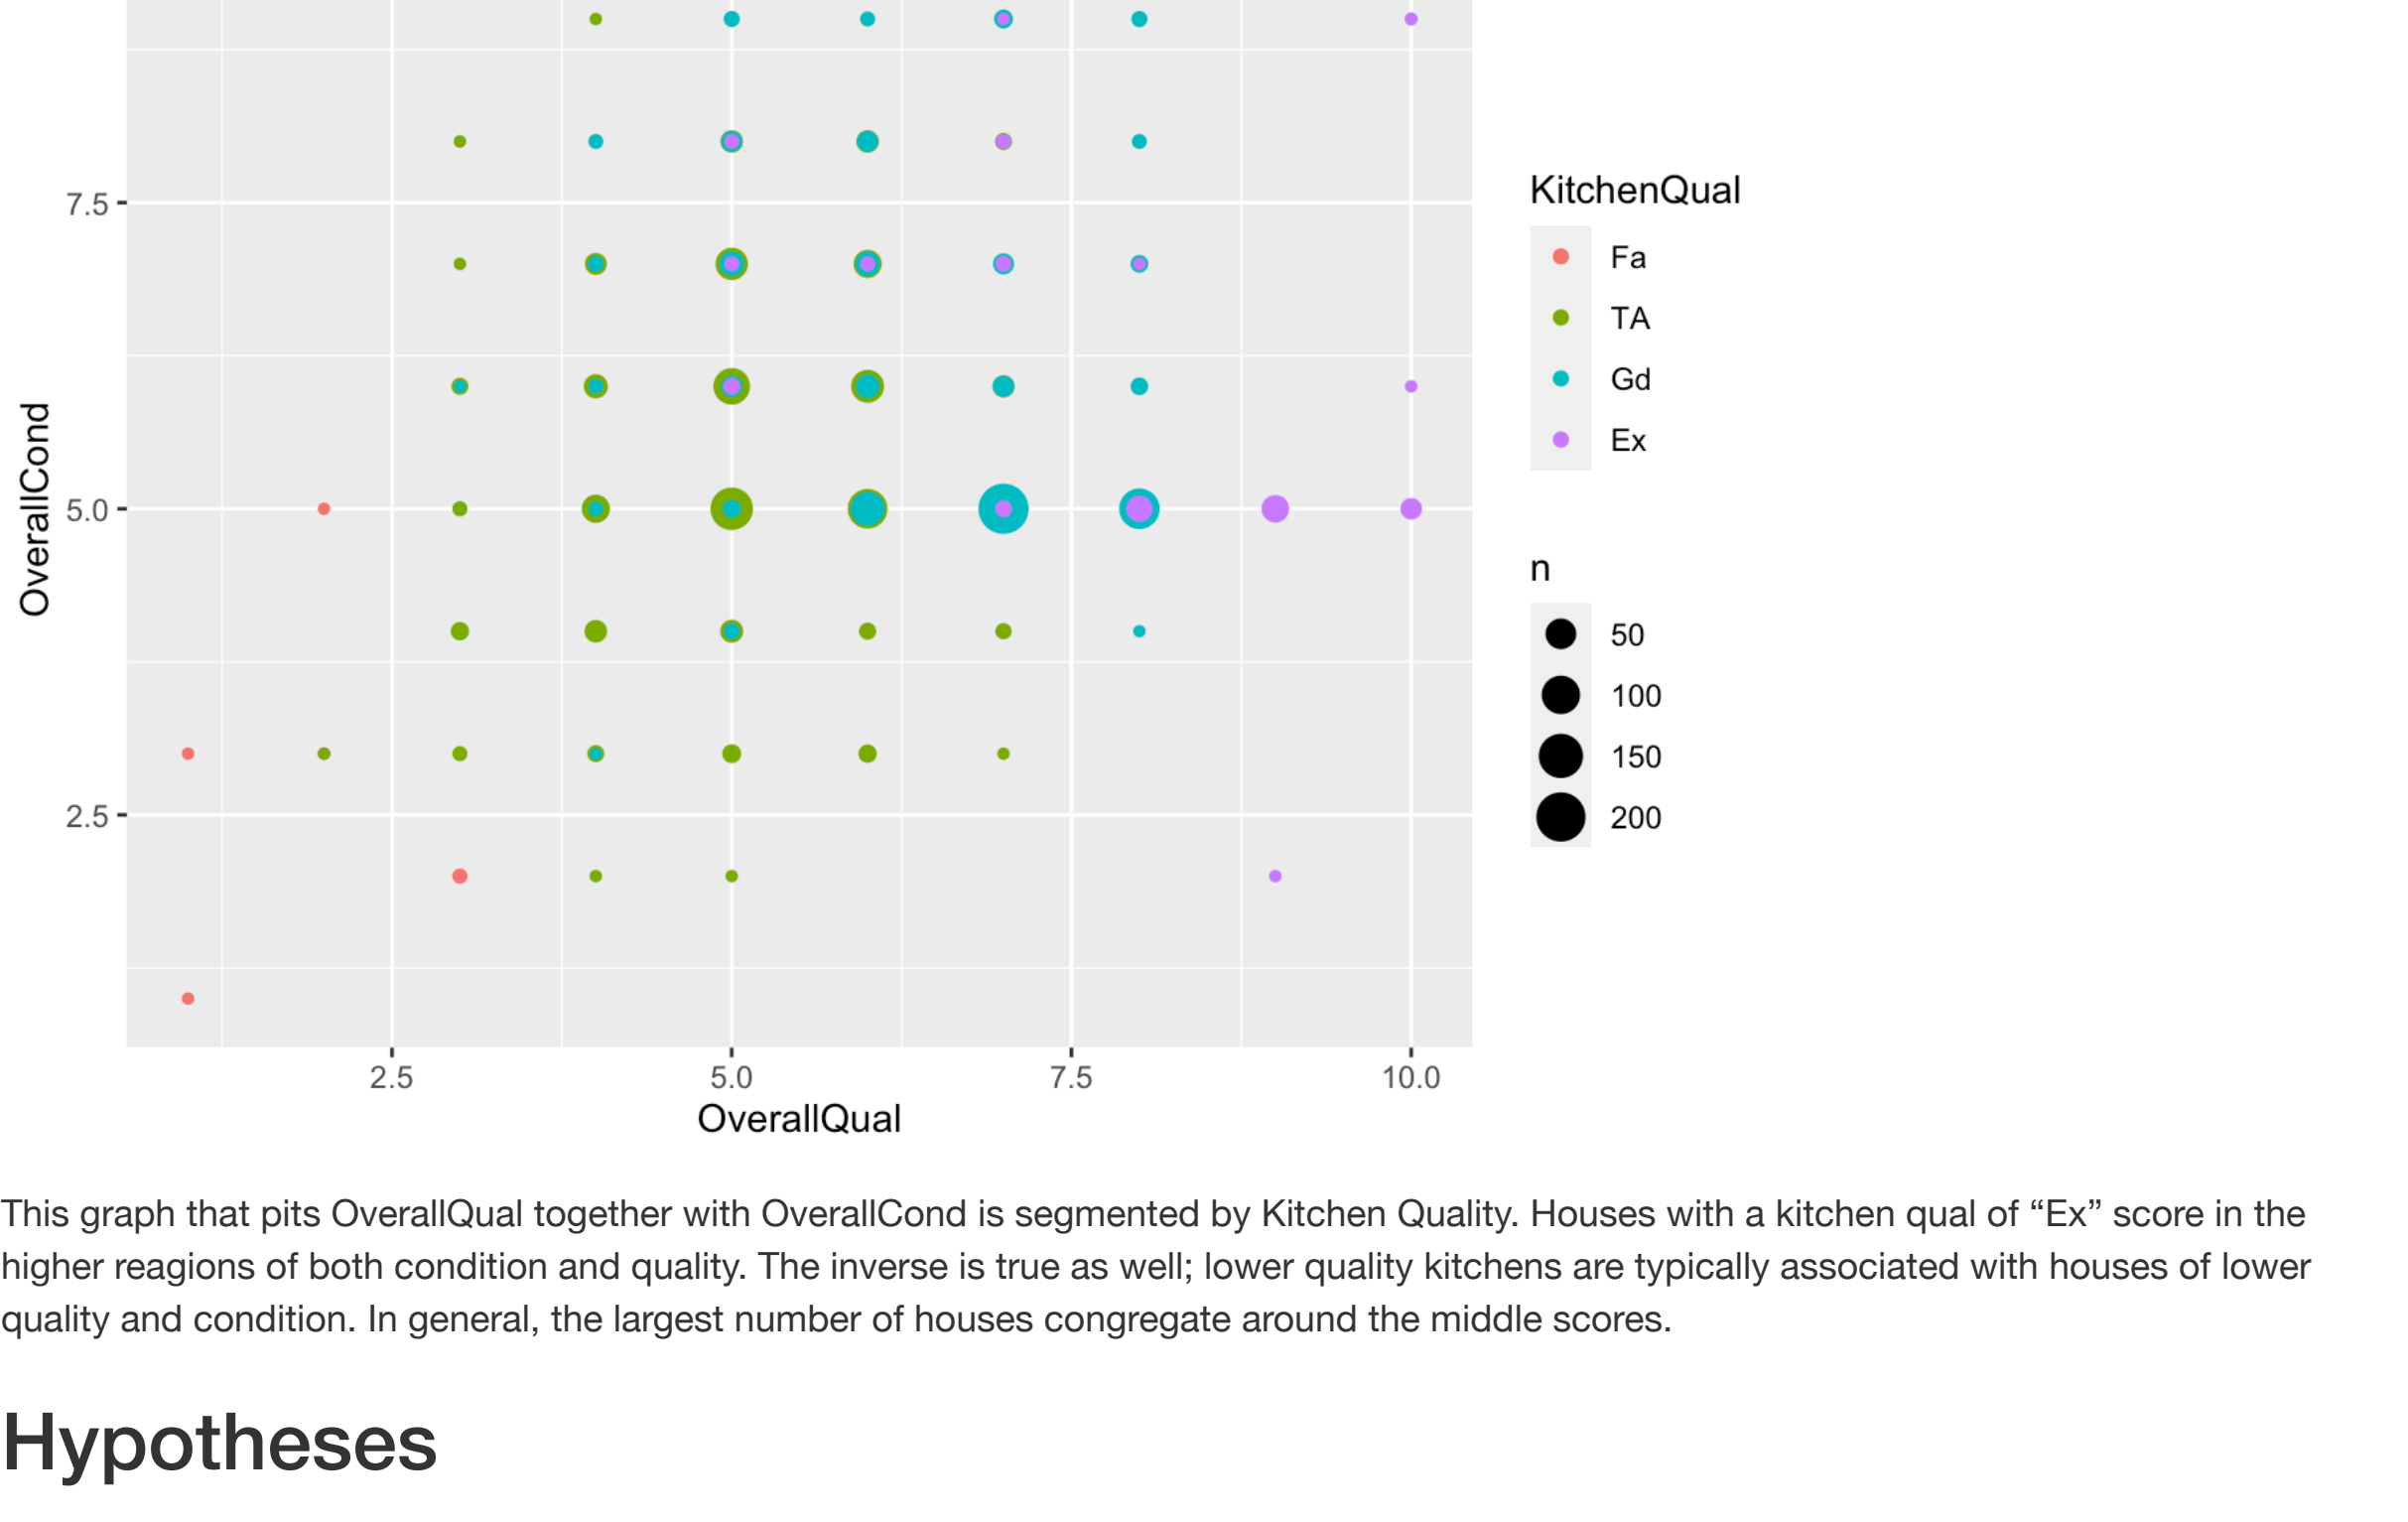 7.5
5.0
2.5
OverallCond
2.5
5.0
7.5
10.0
OverallQual
KitchenQual
Fa
TA
Gd
Ex
n
50
100
150
200
This graph that pits OverallQual together with OverallCond is segmented by Kitchen Quality. Houses with a kitchen qual of “Ex” score in the
higher reagions of both condition and quality. The inverse is true as well; lower quality kitchens are typically associated with houses of lower
quality and condition. In general, the largest number of houses congregate around the middle scores.
Hypotheses